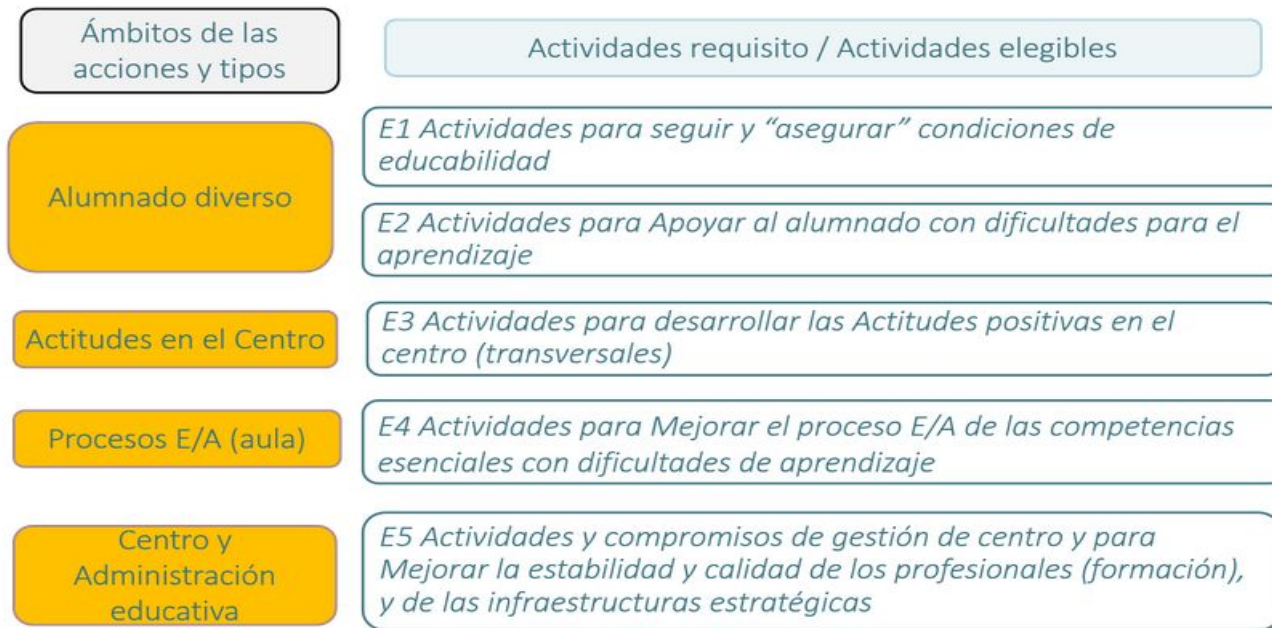 Ámbitos de las
acciones y tipos
Actividades requisito / Actividades elegibles
Alumnado diverso
E1 Actividades para seguir y “asegurar” condiciones de
educabilidad
E2 Actividades para Apoyar al alumnado con dificultades para el
aprendizaje
Actitudes en el Centro
E3 Actividades para desarrollar las Actitudes positivas en el
centro (transversales)
Procesos E/A (aula)
E4 Actividades para Mejorar el proceso E/A de las competencias
esenciales con dificultades de aprendizaje
Centro y
Administración
educativa
E5 Actividades y compromisos de gestión de centro y para
Mejorar la estabilidad y calidad de los profesionales (formación),
y de las infraestructuras estratégicas